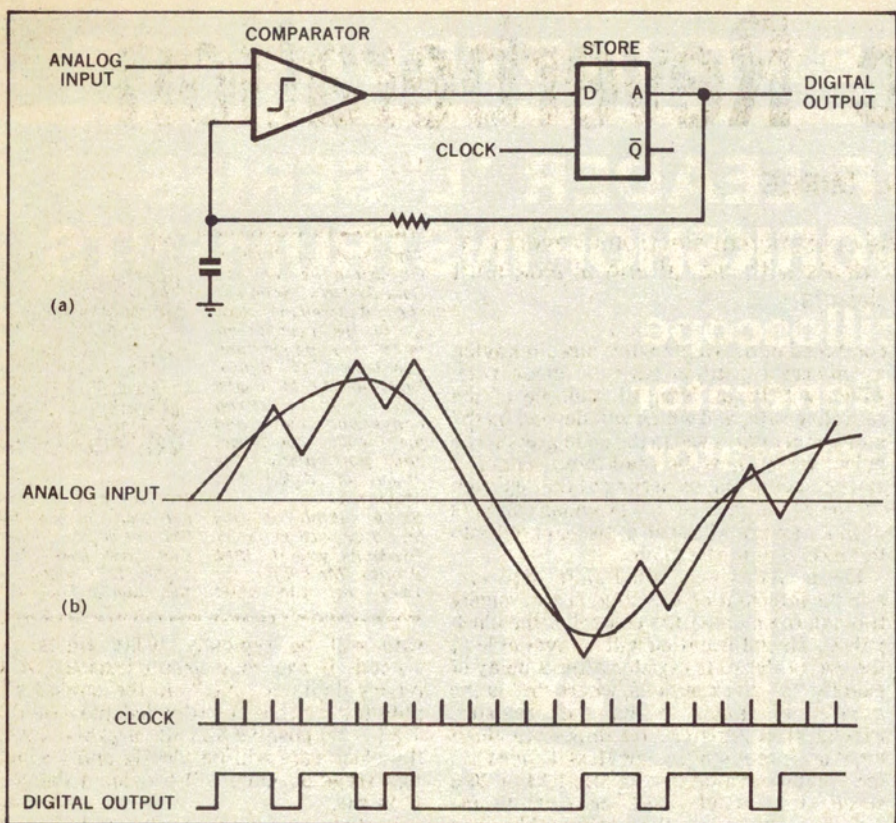 COMPARATOR
ANALOG INPUT
STORE
D A
DIGITAL OUTPUT
CLOCK
Q̅
(a)
ANALOG INPUT
(b)
CLOCK
DIGITAL OUTPUT